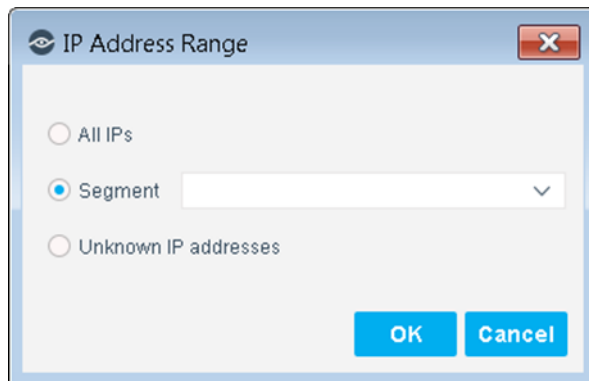 IP Address Range
All IPs
Segment
Unknown IP addresses
OK Cancel